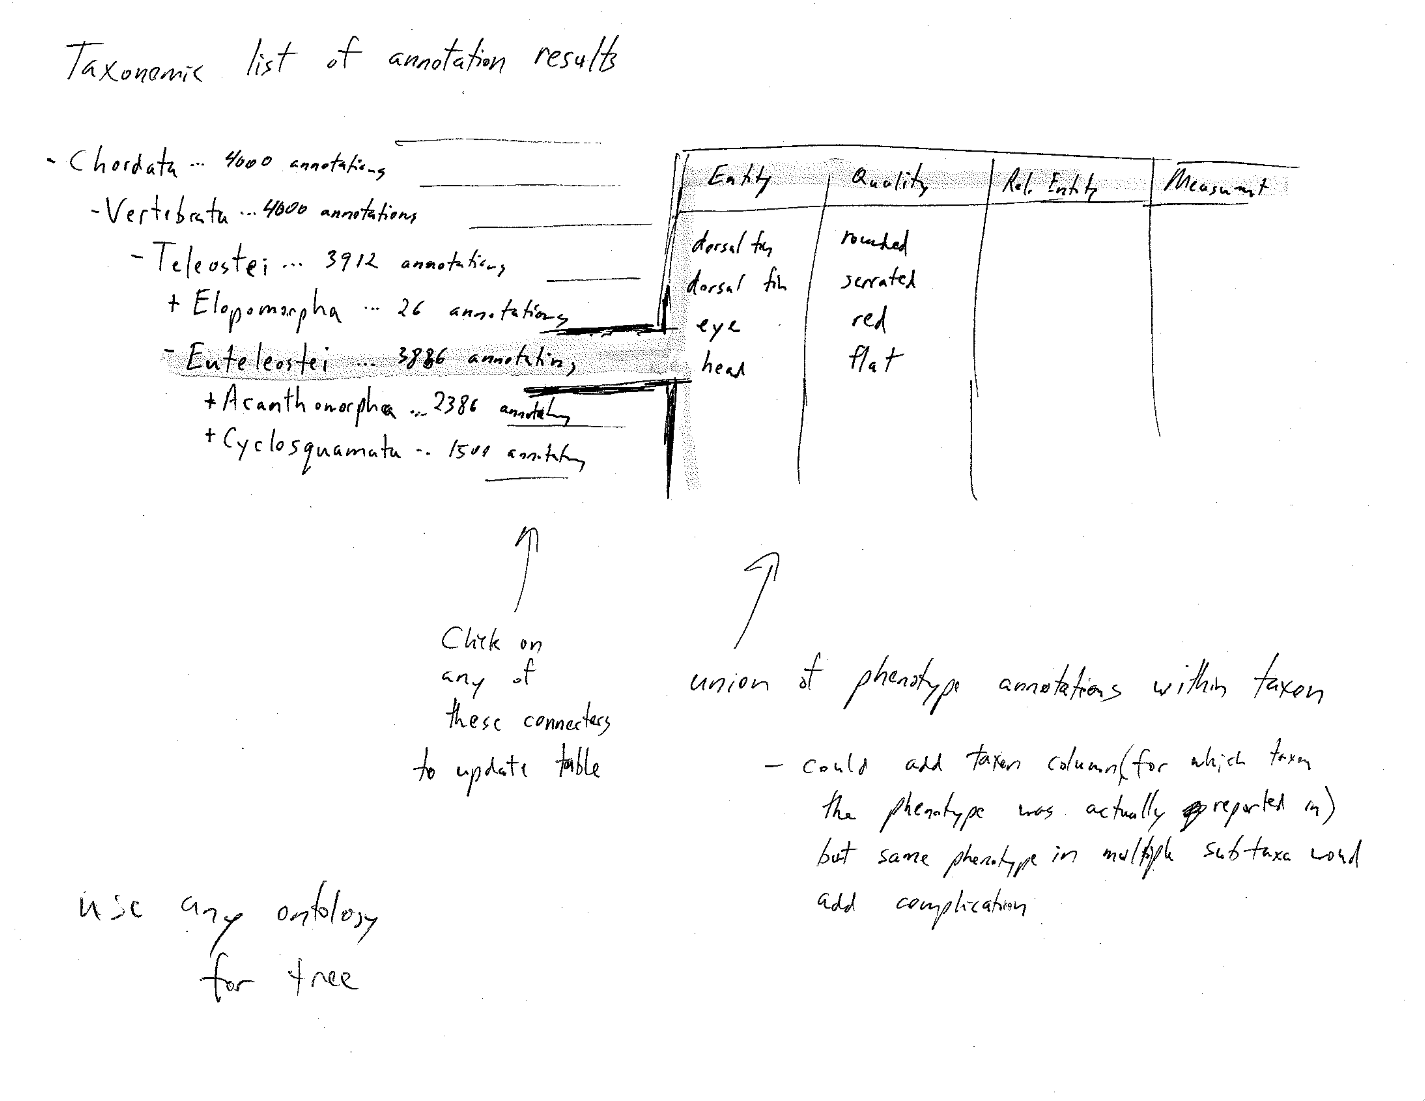 Taxonomic list of annotation results
- Chordata ... 4000 annotations
- Vertebrata ... 4000 annotations
- Teleostei ... 3912 annotations
+ Elopomorpha ... 26 annotations
- Euteleostei ... 3886 annotations
+ Acanthomorpha ... 2386 annotations
+ Cyclosquamata ... 1500 annotations
Entity Quality Rel. Entity Measurmt
dorsal fin rounded
dorsal fin serrated
eye red
head flat
Click on
any of
these connecters
to update table
union of phenotype annotations within taxon
- could add taxon column (for which taxon
the phenotype was actually reported in)
but same phenotype in multiple subtaxa would
add complication
use any ontology
for tree